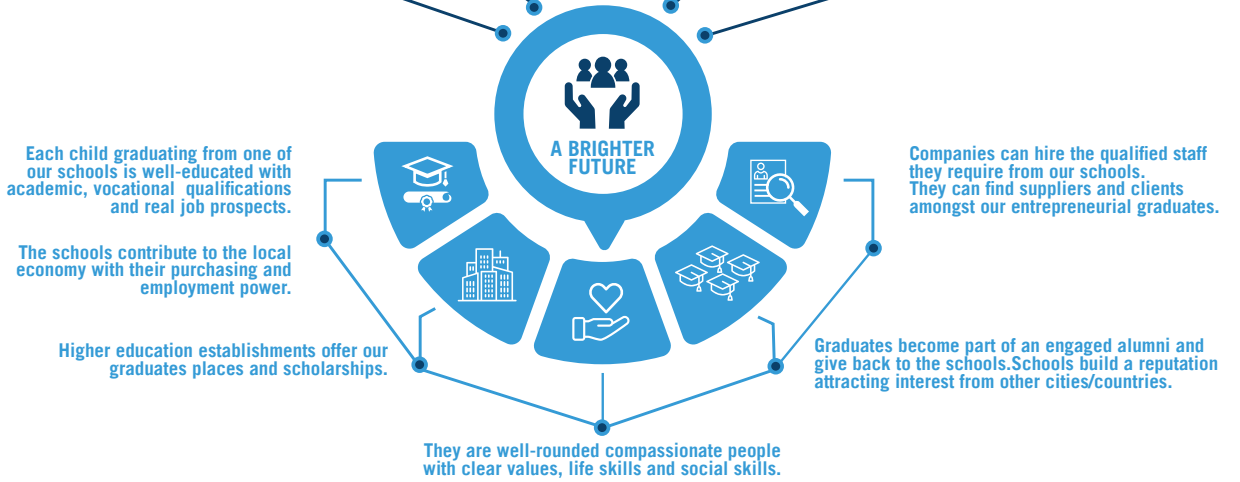 A BRIGHTER
FUTURE
Each child graduating from one of
our schools is well-educated with
academic, vocational qualifications
and real job prospects.
The schools contribute to the local
economy with their purchasing and
employment power.
Higher education establishments offer our
graduates places and scholarships.
They are well-rounded compassionate people
with clear values, life skills and social skills.
Graduates become part of an engaged alumni and
give back to the schools.Schools build a reputation
attracting interest from other cities/countries.
Companies can hire the qualified staff
they require from our schools.
They can find suppliers and clients
amongst our entrepreneurial graduates.